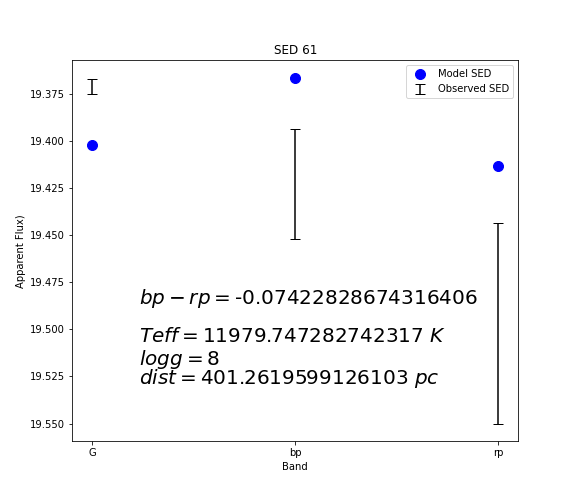 SED 61
Model SED
Observed SED
19.375
19.400
19.425
19.450
19.475
19.500
19.525
19.550
Apparent Flux)
bp − rp = -0.07422828674316406
Teff = 11979.747282742317 K
logg = 8
dist = 401.2619599126103 pc
G
bp
rp
Band